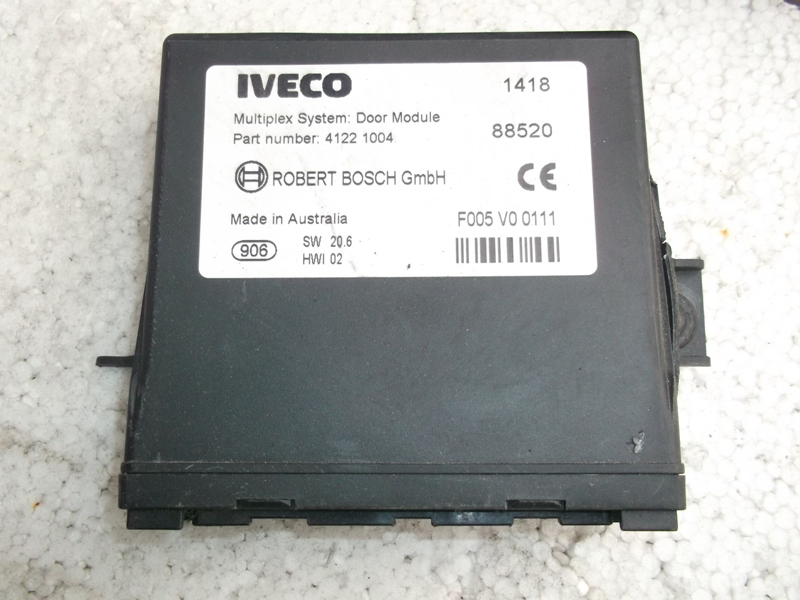 IVECO 1418
Multiplex System: Door Module
Part number: 4122 1004 88520
ROBERT BOSCH GmbH CE
Made in Australia F005 V0 0111
906 SW 20.6
HWI 02